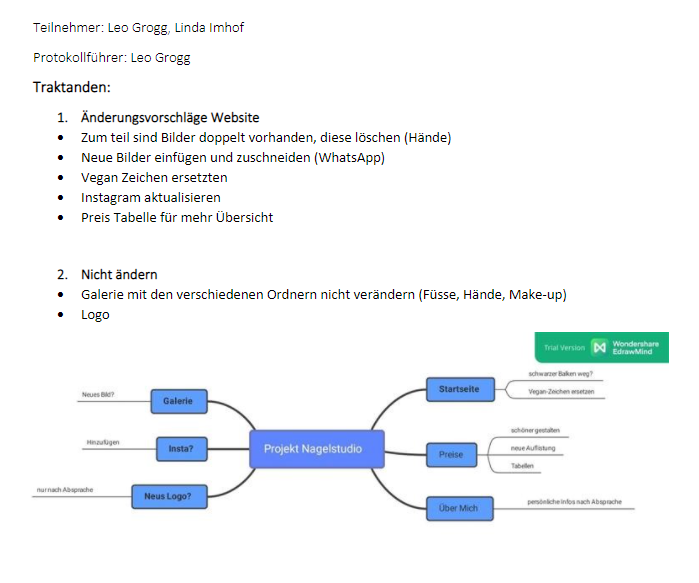 Teilnehmer: Leo Grogg, Linda Imhof
Protokollführer: Leo Grogg
Traktanden:
1. Änderungsvorschläge Website
• Zum teil sind Bilder doppelt vorhanden, diese löschen (Hände)
• Neue Bilder einfügen und zuschneiden (WhatsApp)
• Vegan Zeichen ersetzten
• Instagram aktualisieren
• Preis Tabelle für mehr Übersicht
2. Nicht ändern
• Galerie mit den verschiedenen Ordnern nicht verändern (Füsse, Hände, Make-up)
• Logo
Trial Version
Wondershare
EdrawMind
Projekt Nagelstudio
Startseite
schwarzer Balken weg?
Vegan-Zeichen ersetzen
Preise
schöner gestalten
neue Auflistung
Tabellen
Über Mich
persönliche Infos nach Absprache
Galerie
Neues Bild?
Insta?
Hinzufügen
Neus Logo?
nur nach Absprache